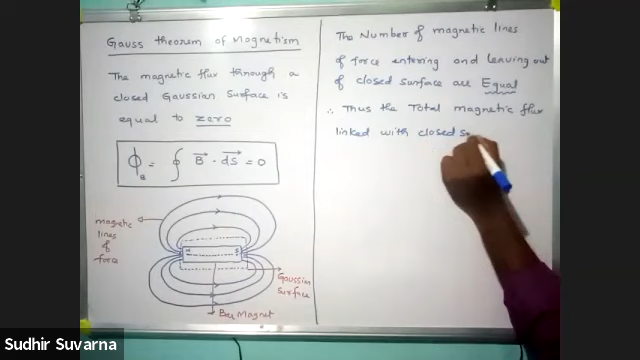 Gauss theorem of Magnetism
The magnetic flux through a
closed Gaussian Surface is
equal to zero
ϕ_B = ∮ B⃗ · dS⃗ = 0
magnetic
lines
of
force
Gaussian
Surface
Bar Magnet
The Number of magnetic lines
of force entering and leaving out
of closed surface are Equal
∴ Thus the Total magnetic flux
linked with closed s
Sudhir Suvarna